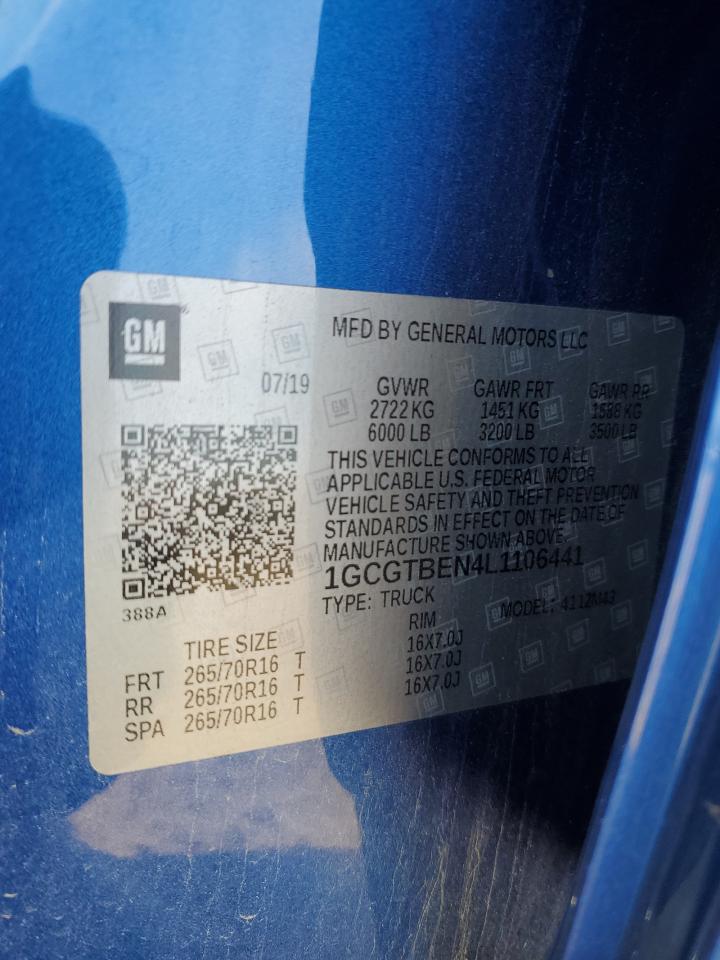 GM
MFD BY GENERAL MOTORS LLC
07/19
GVWR GAWR FRT GAWR RR
2722 KG 1451 KG 1588 KG
6000 LB 3200 LB 3500 LB
THIS VEHICLE CONFORMS TO ALL
APPLICABLE U.S. FEDERAL MOTOR
VEHICLE SAFETY AND THEFT PREVENTION
STANDARDS IN EFFECT ON THE DATE OF
MANUFACTURE SHOWN ABOVE.
1GCGTBEN4L1106441
TYPE: TRUCK MODEL: 412M43
388A
TIRE SIZE RIM
FRT 265/70R16 T 16X7.0J
RR 265/70R16 T 16X7.0J
SPA 265/70R16 T 16X7.0J